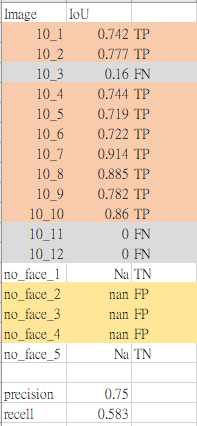 Image IoU
10_1 0.742 TP
10_2 0.777 TP
10_3 0.16 FN
10_4 0.744 TP
10_5 0.719 TP
10_6 0.722 TP
10_7 0.914 TP
10_8 0.885 TP
10_9 0.782 TP
10_10 0.86 TP
10_11 0 FN
10_12 0 FN
no_face_1 Na TN
no_face_2 nan FP
no_face_3 nan FP
no_face_4 nan FP
no_face_5 Na TN
precision 0.75
recell 0.583